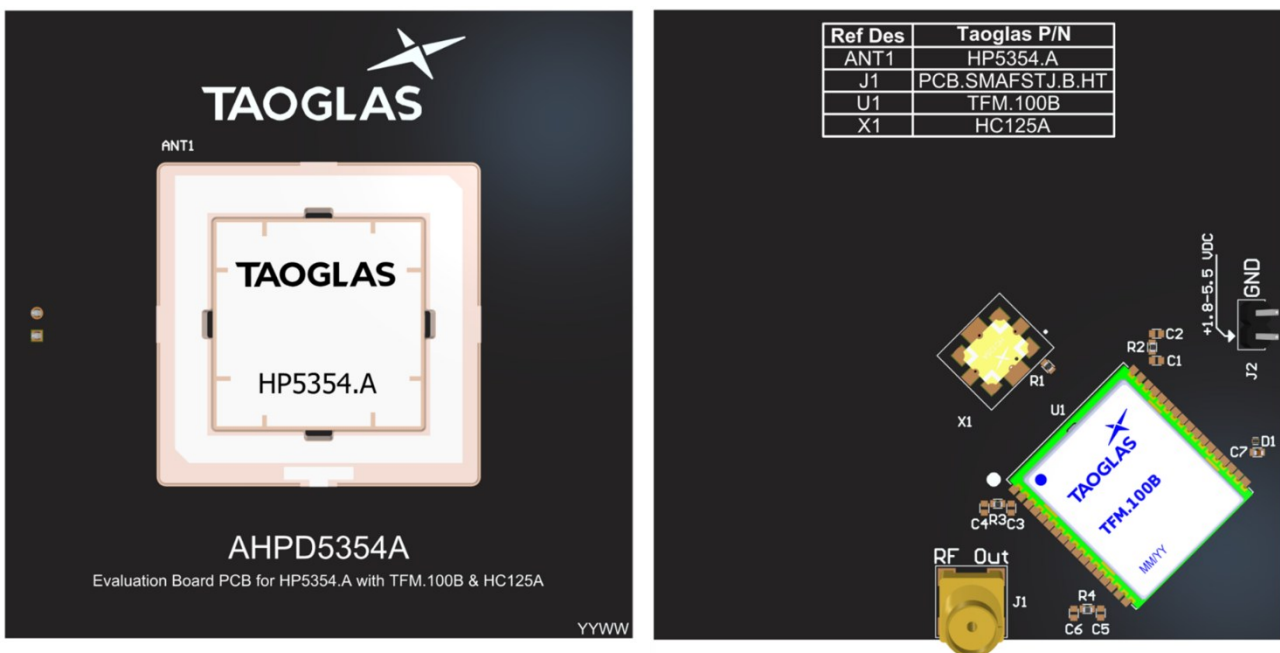 TAOGLAS
ANT1
TAOGLAS
HP5354.A
AHPD5354A
Evaluation Board PCB for HP5354.A with TFM.100B & HC125A
YYWW
Ref Des Taoglas P/N
ANT1 HP5354.A
J1 PCB.SMAFSTJ.B.HT
U1 TFM.100B
X1 HC125A
+1.8-5.5 VDC
GND
J2
C2
R2
C1
R1
X1
U1
TAOGLAS
TFM.100B
MM/YY
D1
C7
C4 R3 C3
RF Out
J1
R4
C6 C5